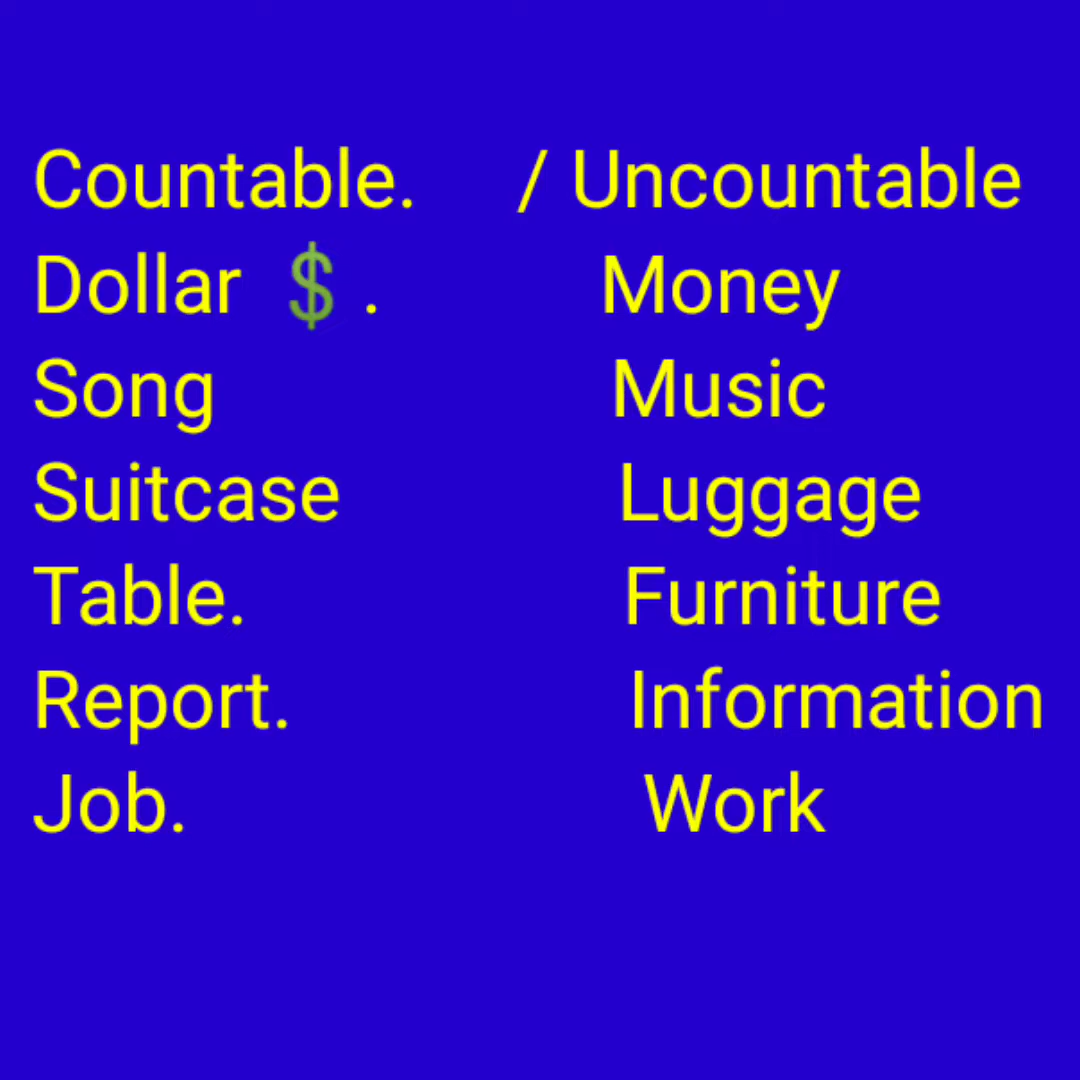 Countable. / Uncountable
Dollar 💲 . Money
Song Music
Suitcase Luggage
Table. Furniture
Report. Information
Job. Work